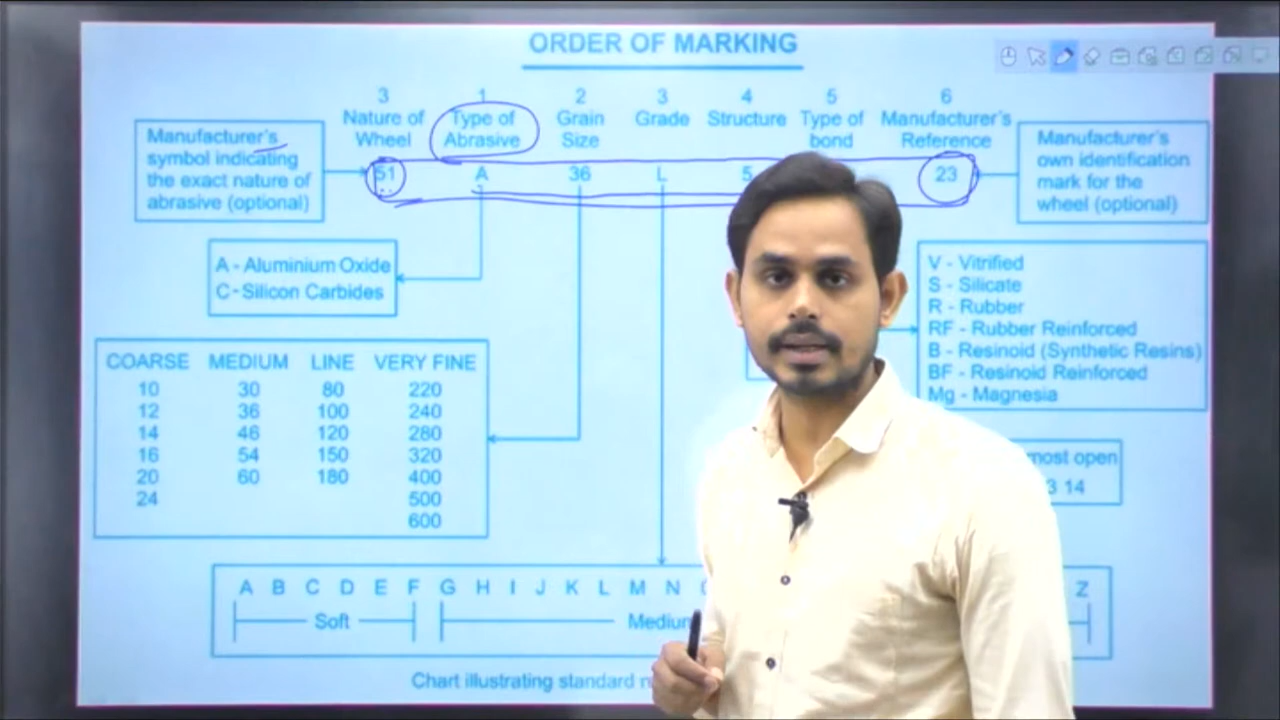 ORDER OF MARKING
3 1 2 3 4 5 6
Nature of Type of Grain Grade Structure Type of Manufacturer's
Wheel Abrasive Size bond Reference
51 A 36 L 5 23
Manufacturer's
symbol indicating
the exact nature of
abrasive (optional)
Manufacturer's
own identification
mark for the
wheel (optional)
A - Aluminium Oxide
C - Silicon Carbides
V - Vitrified
S - Silicate
R - Rubber
RF - Rubber Reinforced
B - Resinoid (Synthetic Resins)
BF - Resinoid Reinforced
Mg - Magnesia
COARSE MEDIUM LINE VERY FINE
10 30 80 220
12 36 100 240
14 46 120 280
16 54 150 320
20 60 180 400
24 500
600
most open
14
A B C D E F G H I J K L M N Z
Soft Medium
Chart illustrating standard